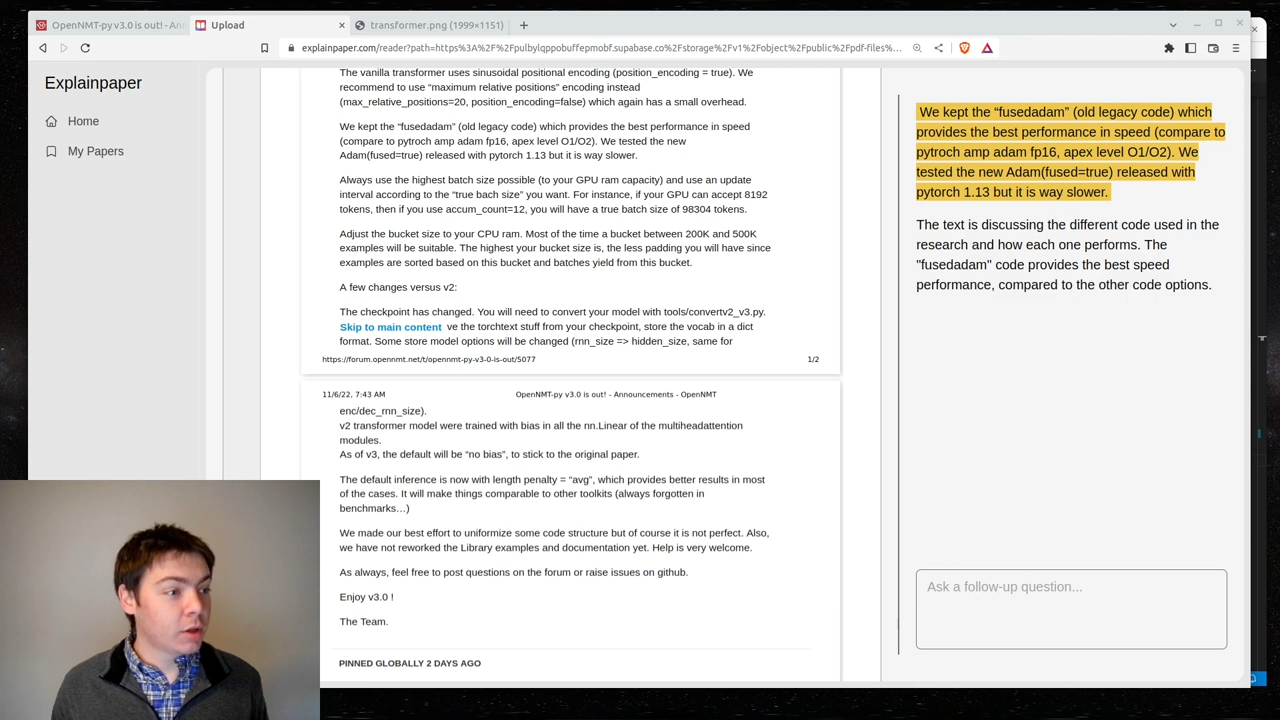 OpenNMT-py v3.0 is out! - Ann
Upload
transformer.png (1999×1151)
explainpaper.com/reader?path=https%3A%2F%2Fpulbylqppobuffepmobf.supabase.co%2Fstorage%2Fv1%2Fobject%2Fpublic%2Fpdf-files%...
Explainpaper
Home
My Papers
The vanilla transformer uses sinusoidal positional encoding (position_encoding = true). We
recommend to use “maximum relative positions” encoding instead
(max_relative_positions=20, position_encoding=false) which again has a small overhead.
We kept the “fusedadam” (old legacy code) which provides the best performance in speed
(compare to pytroch amp adam fp16, apex level O1/O2). We tested the new
Adam(fused=true) released with pytorch 1.13 but it is way slower.
Always use the highest batch size possible (to your GPU ram capacity) and use an update
interval according to the “true bach size” you want. For instance, if your GPU can accept 8192
tokens, then if you use accum_count=12, you will have a true batch size of 98304 tokens.
Adjust the bucket size to your CPU ram. Most of the time a bucket between 200K and 500K
examples will be suitable. The highest your bucket size is, the less padding you will have since
examples are sorted based on this bucket and batches yield from this bucket.
A few changes versus v2:
The checkpoint has changed. You will need to convert your model with tools/convertv2_v3.py.
Skip to main content ve the torchtext stuff from your checkpoint, store the vocab in a dict
format. Some store model options will be changed (rnn_size => hidden_size, same for
https://forum.opennmt.net/t/opennmt-py-v3-0-is-out/5077 1/2
11/6/22, 7:43 AM OpenNMT-py v3.0 is out! - Announcements - OpenNMT
enc/dec_rnn_size).
v2 transformer model were trained with bias in all the nn.Linear of the multiheadattention
modules.
As of v3, the default will be “no bias”, to stick to the original paper.
The default inference is now with length penalty = “avg”, which provides better results in most
of the cases. It will make things comparable to other toolkits (always forgotten in
benchmarks…)
We made our best effort to uniformize some code structure but of course it is not perfect. Also,
we have not reworked the Library examples and documentation yet. Help is very welcome.
As always, feel free to post questions on the forum or raise issues on github.
Enjoy v3.0 !
The Team.
PINNED GLOBALLY 2 DAYS AGO
We kept the “fusedadam” (old legacy code) which
provides the best performance in speed (compare to
pytroch amp adam fp16, apex level O1/O2). We
tested the new Adam(fused=true) released with
pytorch 1.13 but it is way slower.
The text is discussing the different code used in the
research and how each one performs. The
"fusedadam" code provides the best speed
performance, compared to the other code options.
Ask a follow-up question...